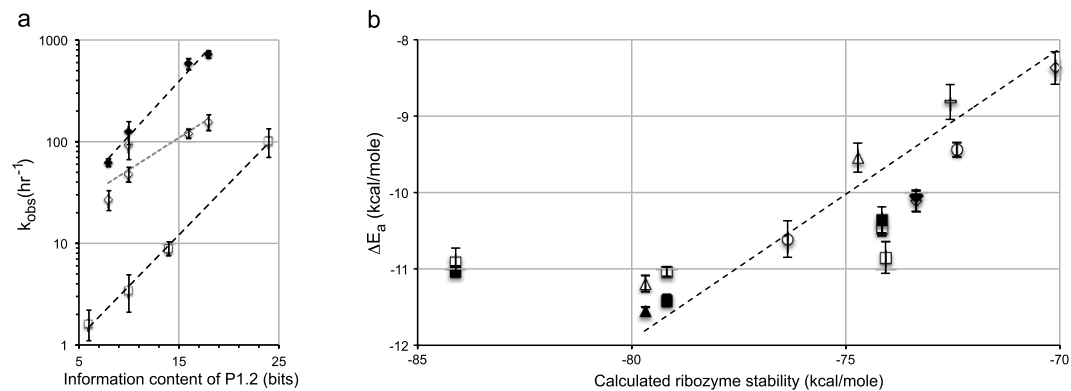 a
1000
100
10
1
5
15
25
k_obs(hr⁻¹)
Information content of P1.2 (bits)
b
-8
-9
-10
-11
-12
-85
-80
-75
-70
ΔE_a (kcal/mole)
Calculated ribozyme stability (kcal/mole)